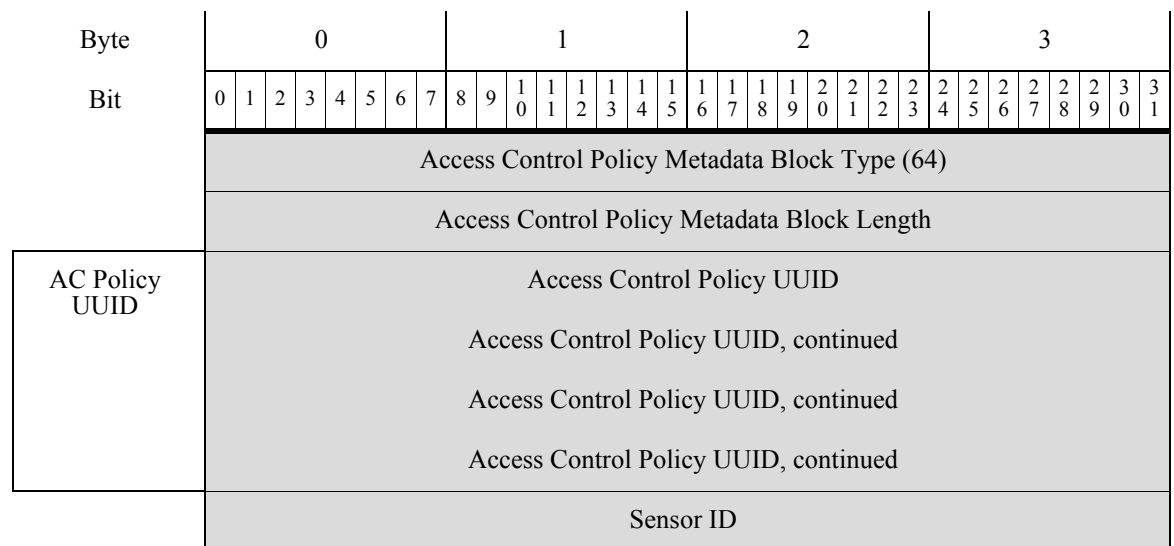 Byte 0 1 2 3
Bit 0 1 2 3 4 5 6 7 8 9 10 11 12 13 14 15 16 17 18 19 20 21 22 23 24 25 26 27 28 29 30 31
Access Control Policy Metadata Block Type (64)
Access Control Policy Metadata Block Length
AC Policy
UUID
Access Control Policy UUID
Access Control Policy UUID, continued
Access Control Policy UUID, continued
Access Control Policy UUID, continued
Sensor ID